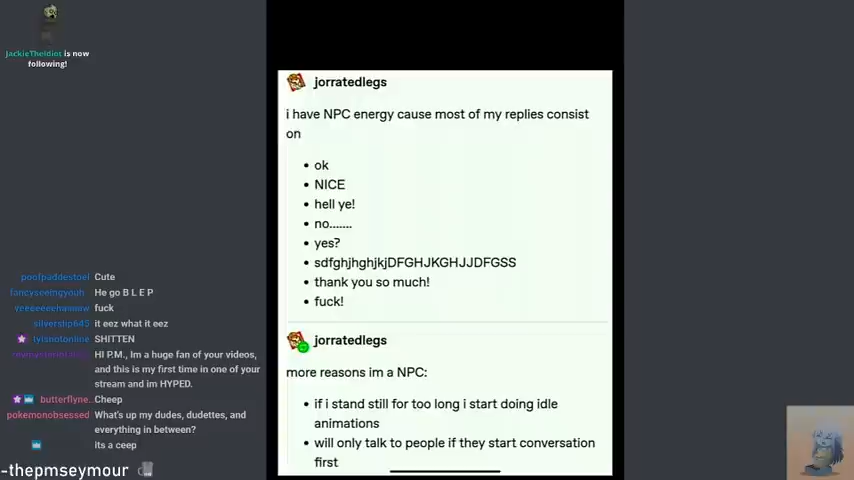 JackieTheIdiot is now
following!
jorratedlegs
i have NPC energy cause most of my replies consist
on
• ok
• NICE
• hell ye!
• no.......
• yes?
• sdfghjhghjkjDFGHJKGHJJDFGSS
• thank you so much!
• fuck!
jorratedlegs
more reasons im a NPC:
• if i stand still for too long i start doing idle
animations
• will only talk to people if they start conversation
first
poofpaddestoel Cute
fancyseeingyouh He go B L E P
yeeeeeeehawww fuck
silverslip645 it eez what it eez
lyisnotonline SHITTEN
HI P.M., Im a huge fan of your videos,
and this is my first time in one of your
stream and im HYPED.
butterflyne.. Cheep
pokemonobsessed What's up my dudes, dudettes, and
everything in between?
its a ceep
-thepmseymour